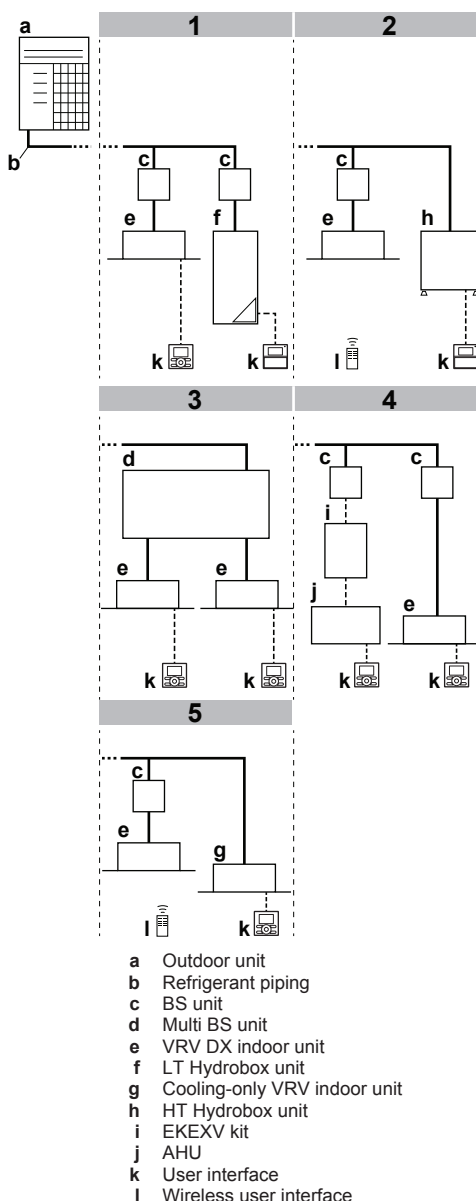 a 1 2
b
c c c
e f e h
k k l k
3 4
d c c
i
e e j e
k k k k
5
c
e g
l k
a Outdoor unit
b Refrigerant piping
c BS unit
d Multi BS unit
e VRV DX indoor unit
f LT Hydrobox unit
g Cooling-only VRV indoor unit
h HT Hydrobox unit
i EKEXV kit
j AHU
k User interface
l Wireless user interface